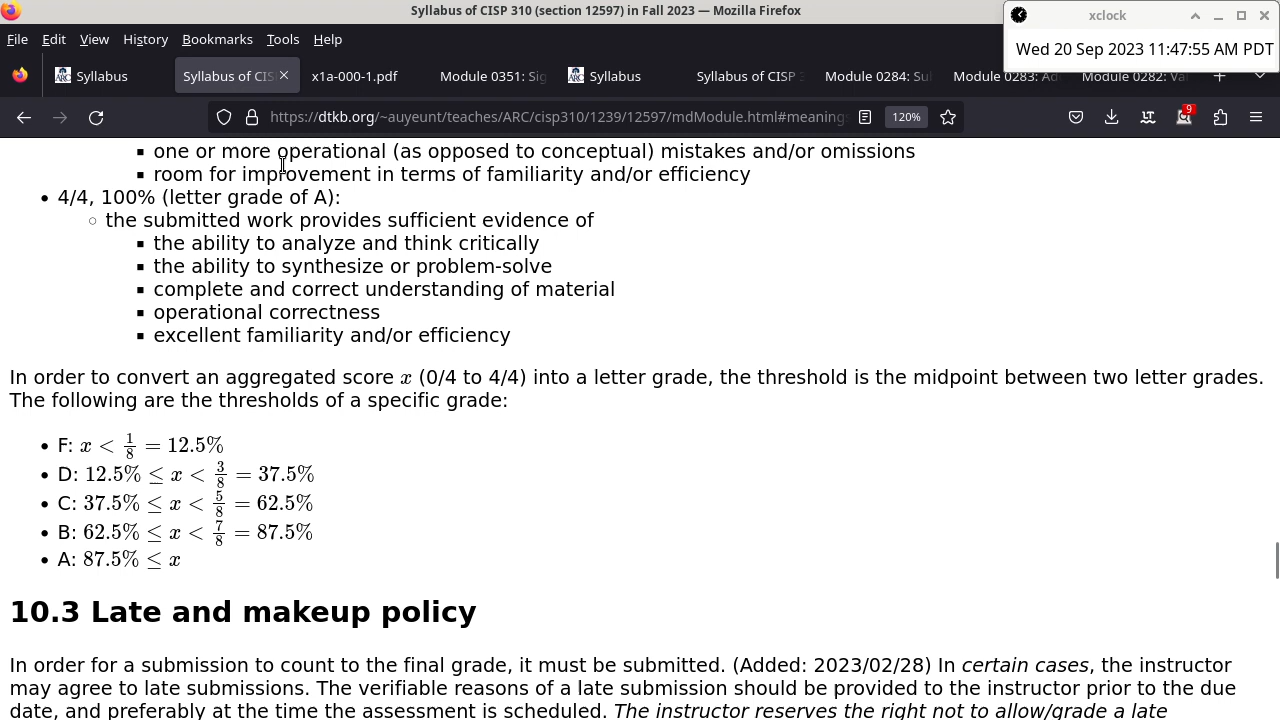 Syllabus of CISP 310 (section 12597) in Fall 2023 — Mozilla Firefox
xclock
Wed 20 Sep 2023 11:47:55 AM PDT
File Edit View History Bookmarks Tools Help
Syllabus
Syllabus of CIS
x1a-000-1.pdf
Module 0351: Sig
Syllabus
Syllabus of CISP
Module 0284: Su
Module 0283: Ad
Module 0282: Va
https://dtkb.org/~auyeunt/teaches/ARC/cisp310/1239/12597/mdModule.html#meanings
120%
9
▪ one or more operational (as opposed to conceptual) mistakes and/or omissions
▪ room for improvement in terms of familiarity and/or efficiency
• 4/4, 100% (letter grade of A):
◦ the submitted work provides sufficient evidence of
▪ the ability to analyze and think critically
▪ the ability to synthesize or problem-solve
▪ complete and correct understanding of material
▪ operational correctness
▪ excellent familiarity and/or efficiency
In order to convert an aggregated score x (0/4 to 4/4) into a letter grade, the threshold is the midpoint between two letter grades.
The following are the thresholds of a specific grade:
• F: x < 1/8 = 12.5%
• D: 12.5% ≤ x < 3/8 = 37.5%
• C: 37.5% ≤ x < 5/8 = 62.5%
• B: 62.5% ≤ x < 7/8 = 87.5%
• A: 87.5% ≤ x
10.3 Late and makeup policy
In order for a submission to count to the final grade, it must be submitted. (Added: 2023/02/28) In certain cases, the instructor
may agree to late submissions. The verifiable reasons of a late submission should be provided to the instructor prior to the due
date, and preferably at the time the assessment is scheduled. The instructor reserves the right not to allow/grade a late